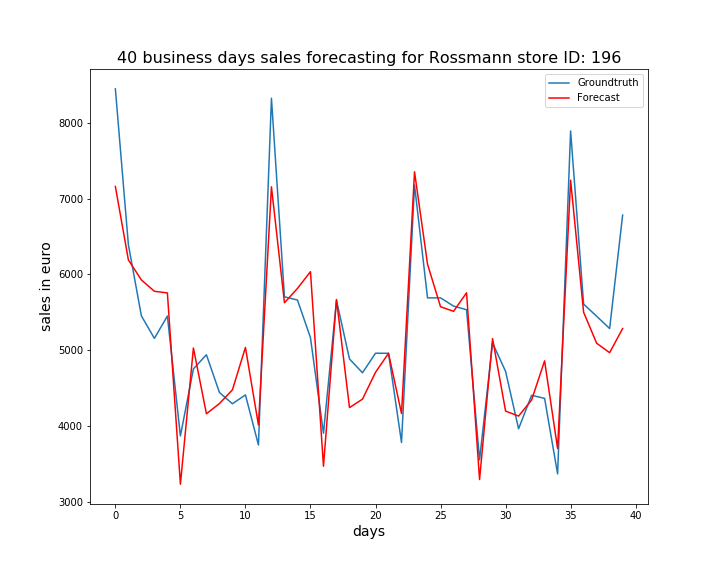 40 business days sales forecasting for Rossmann store ID: 196
Groundtruth
Forecast
sales in euro
8000
7000
6000
5000
4000
3000
0 5 10 15 20 25 30 35 40
days